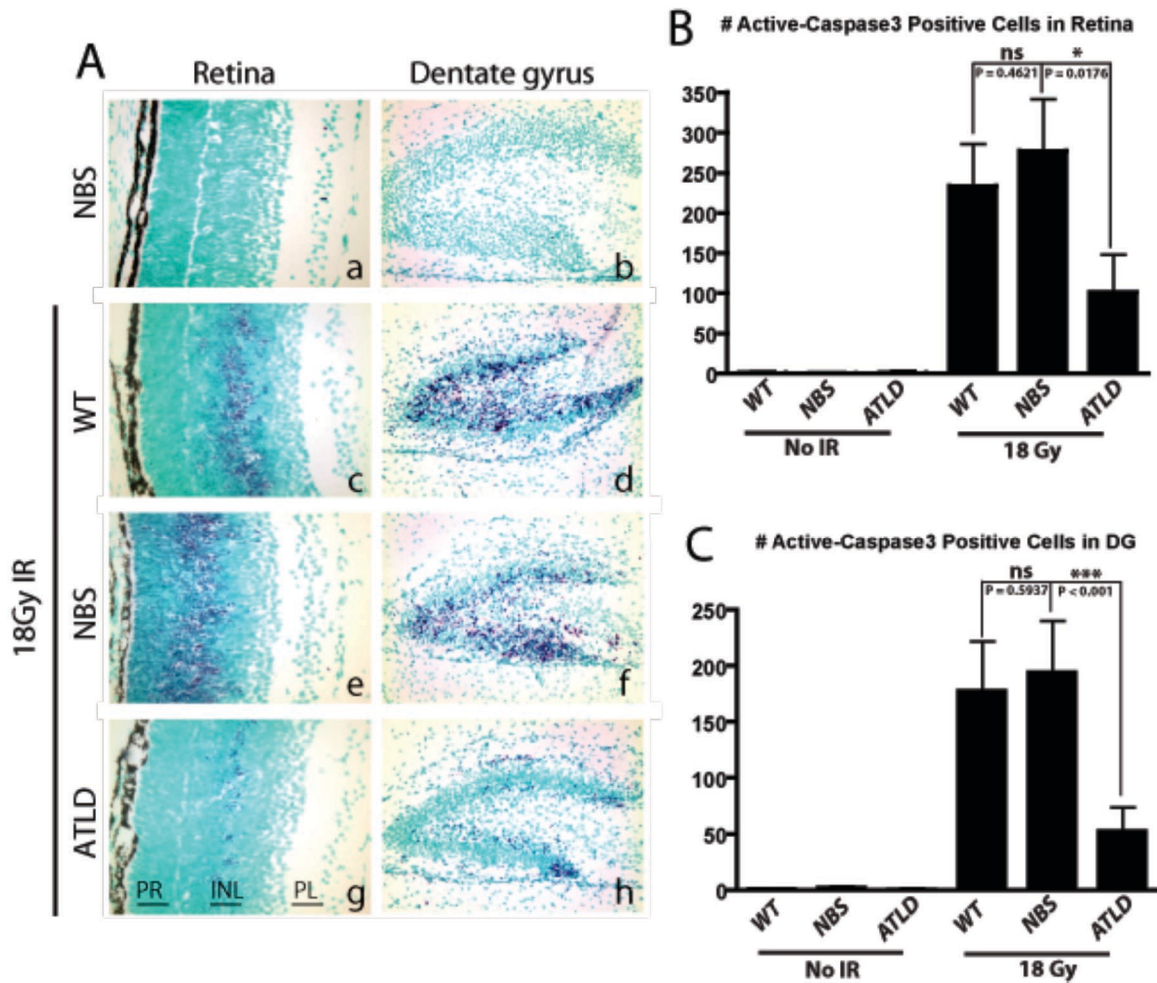 A
Retina
Dentate gyrus
NBS
a
b
18Gy IR
WT
c
d
NBS
e
f
ATLD
PR
INL
PL
g
h
B
# Active-Caspase3 Positive Cells in Retina
ns
*
P = 0.4621
P = 0.0176
350
300
250
200
150
100
50
0
WT
NBS
ATLD
WT
NBS
ATLD
No IR
18 Gy
C
# Active-Caspase3 Positive Cells in DG
ns
***
P = 0.5937
P < 0.001
250
200
150
100
50
0
WT
NBS
ATLD
WT
NBS
ATLD
No IR
18 Gy